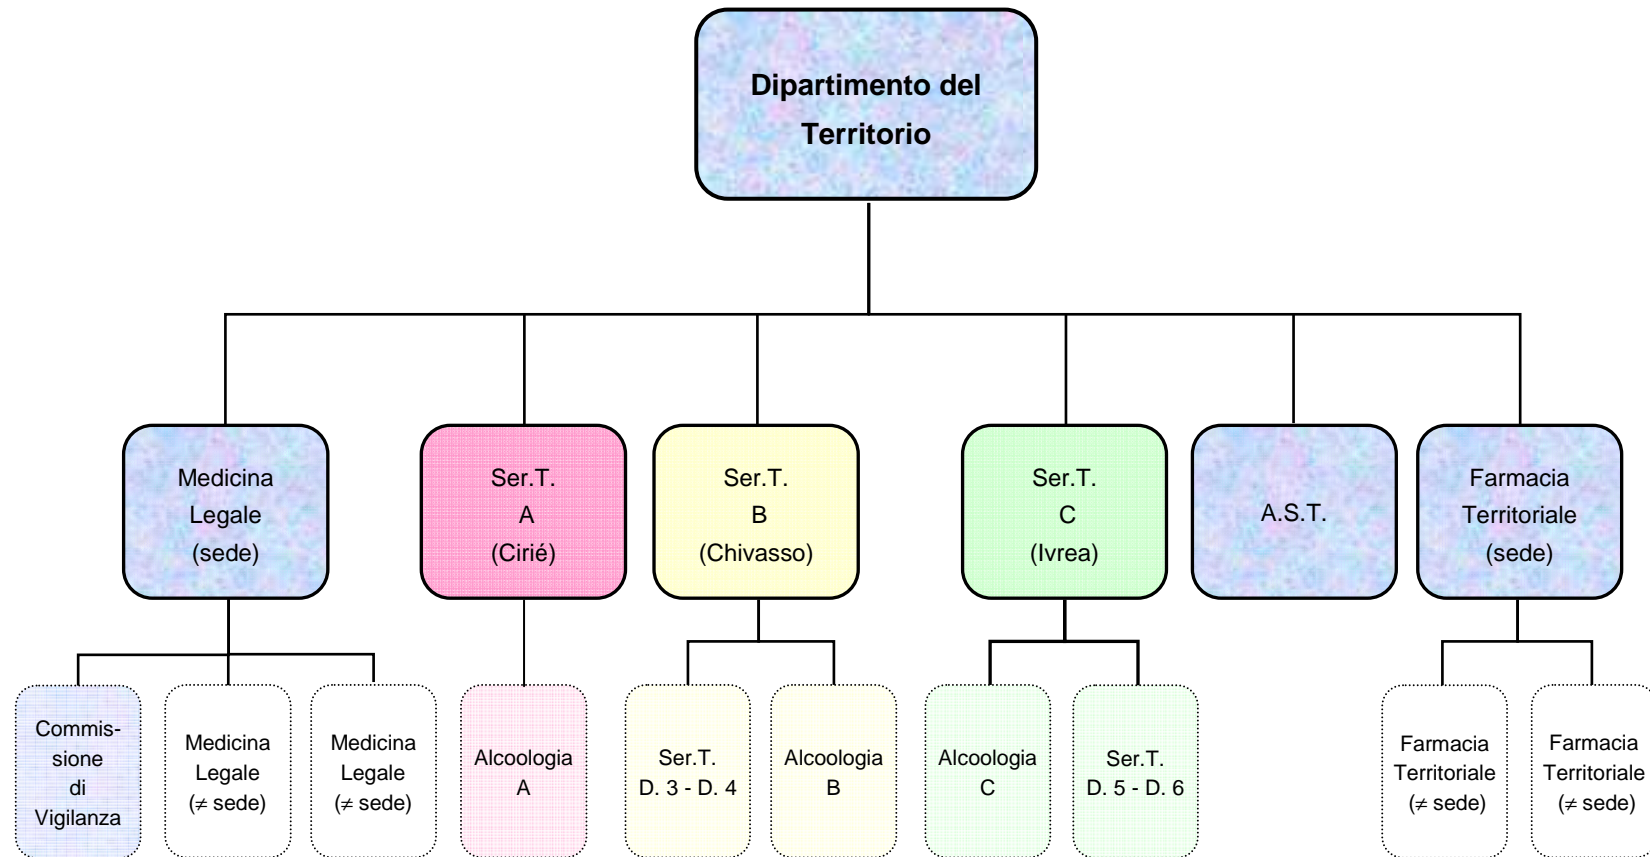 Dipartimento del
Territorio
Medicina
Legale
(sede)
Ser.T.
A
(Cirié)
Ser.T.
B
(Chivasso)
Ser.T.
C
(Ivrea)
A.S.T.
Farmacia
Territoriale
(sede)
Commis-
sione
di
Vigilanza
Medicina
Legale
(≠ sede)
Medicina
Legale
(≠ sede)
Alcoologia
A
Ser.T.
D. 3 - D. 4
Alcoologia
B
Alcoologia
C
Ser.T.
D. 5 - D. 6
Farmacia
Territoriale
(≠ sede)
Farmacia
Territoriale
(≠ sede)